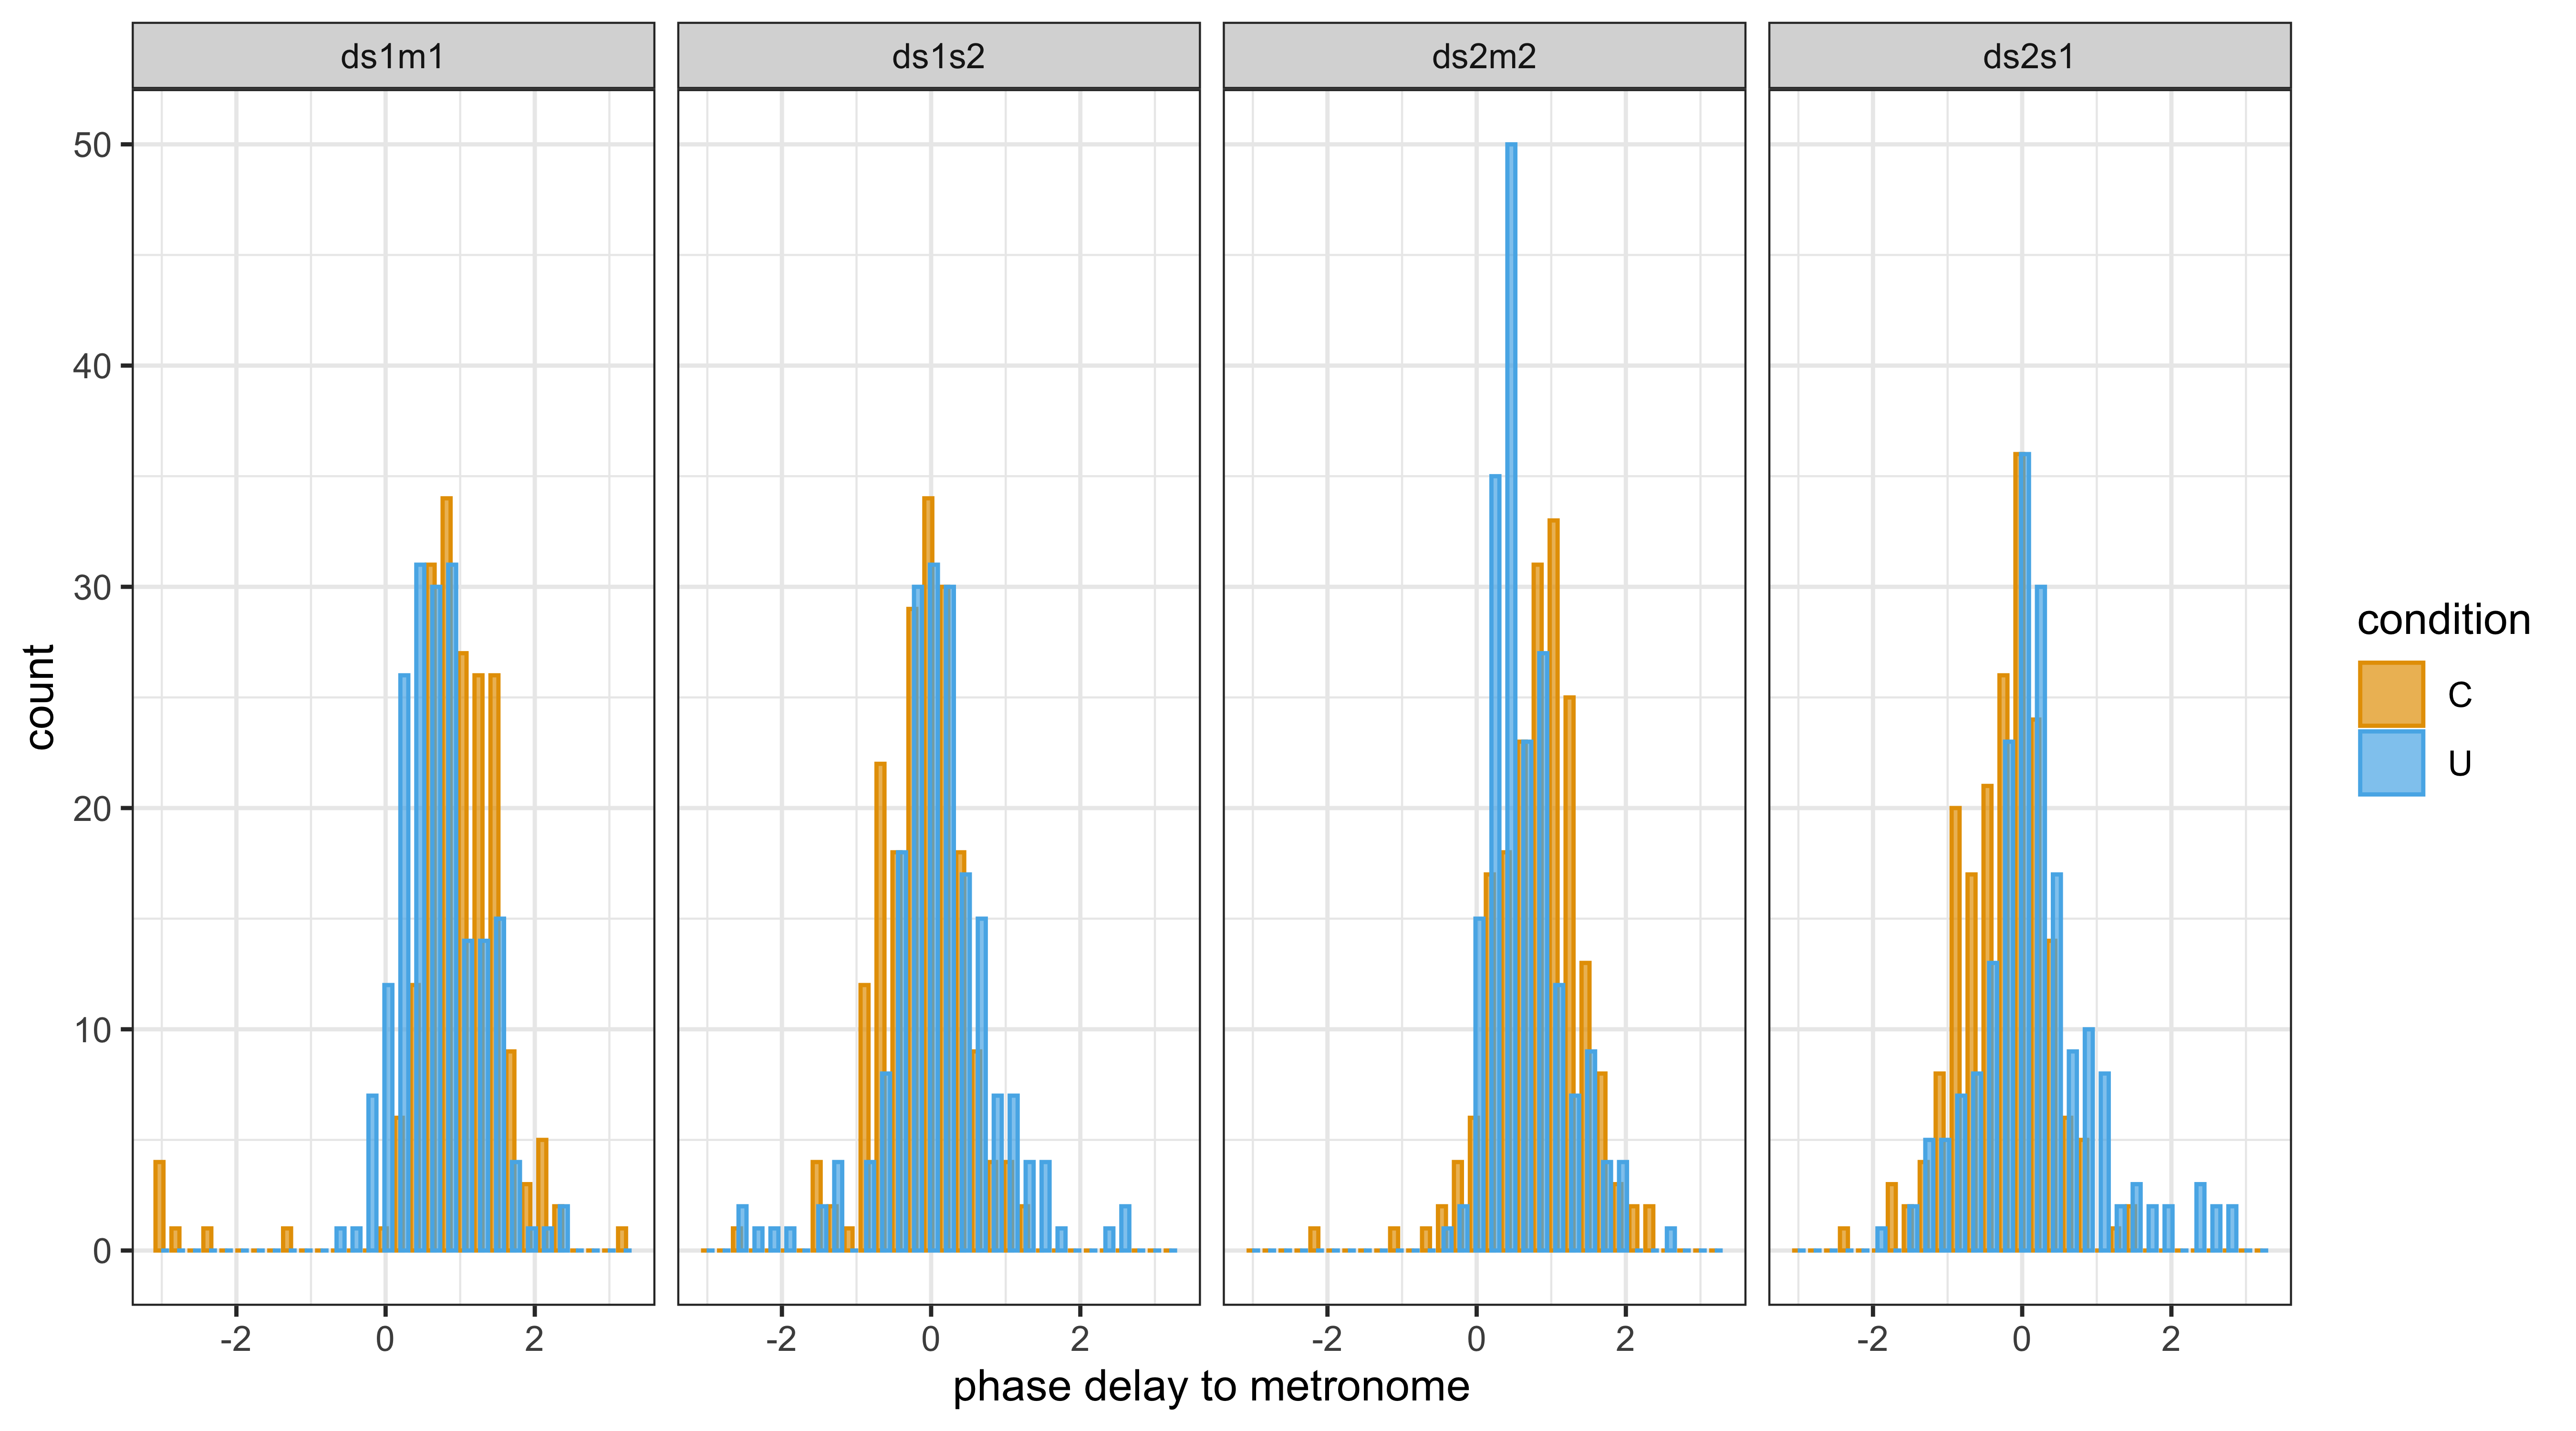 ds1m1
ds1s2
ds2m2
ds2s1
50
40
30
20
10
0
count
-2 0 2
-2 0 2
-2 0 2
-2 0 2
phase delay to metronome
condition
C
U